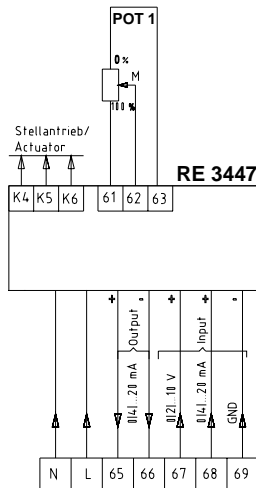 POT 1
0%
M
100%
Stellantrieb/
Actuator
RE 3447
K4 K5 K6 61 62 63
+ - + + -
0|4|...20 mA
Output
0|2|...10 V
0|4|...20 mA
Input
GND
N L 65 66 67 68 69